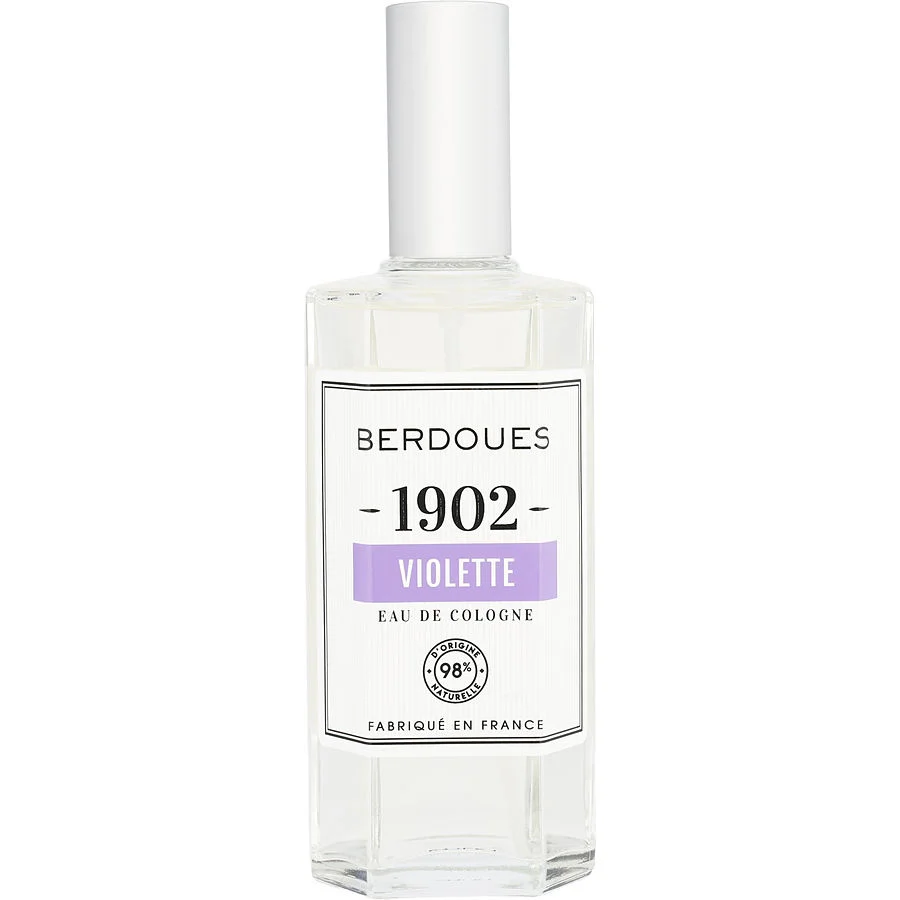 BERDOUES
-1902-
VIOLETTE
EAU DE COLOGNE
D'ORIGINE
98%
NATURELLE
FABRIQUÉ EN FRANCE